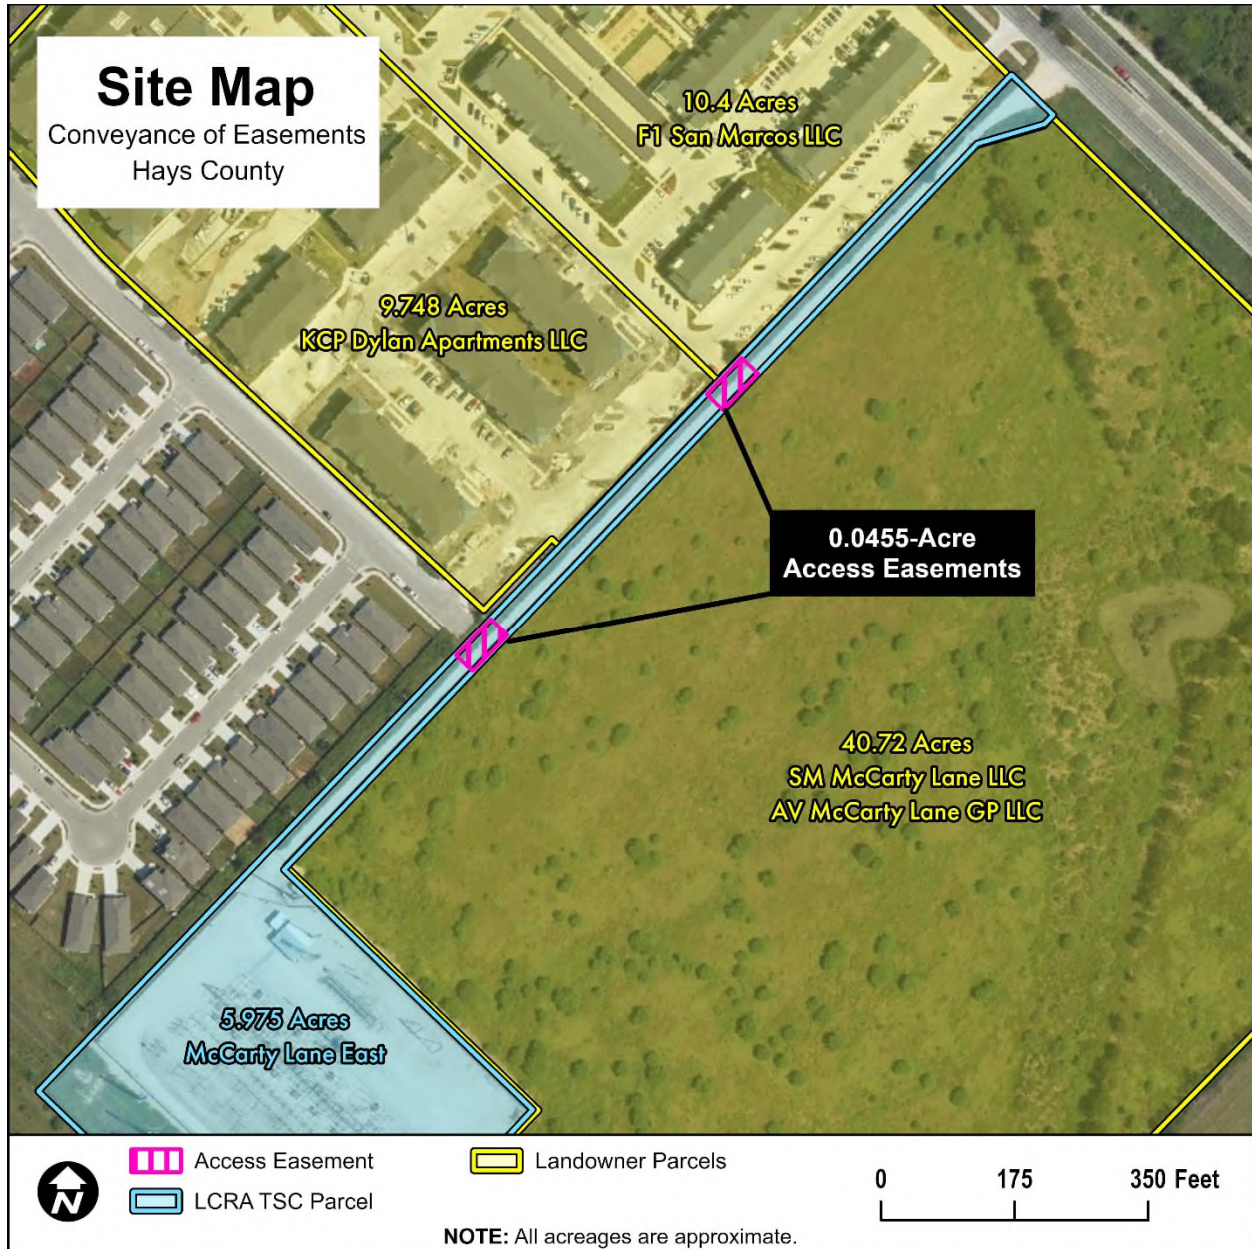 Site Map
Conveyance of Easements
Hays County
10.4 Acres
F1 San Marcos LLC
9.748 Acres
KCP Dylan Apartments LLC
0.0455-Acre
Access Easements
40.72 Acres
SM McCarty Lane LLC
AV McCarty Lane GP LLC
5.975 Acres
McCarty Lane East
N
Access Easement
LCRA TSC Parcel
Landowner Parcels
0 175 350 Feet
NOTE: All acreages are approximate.